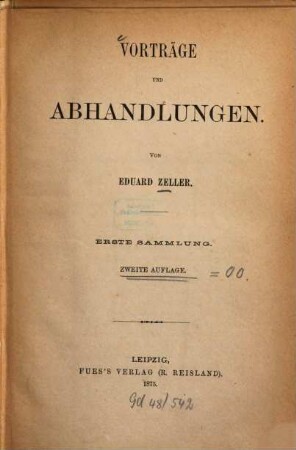 VORTRÄGE
UND
ABHANDLUNGEN.
VON
EDUARD ZELLER.
ERSTE SAMMLUNG.
ZWEITE AUFLAGE. = 00.
LEIPZIG,
FUES'S VERLAG (R. REISLAND).
1875.
Gd 48/542